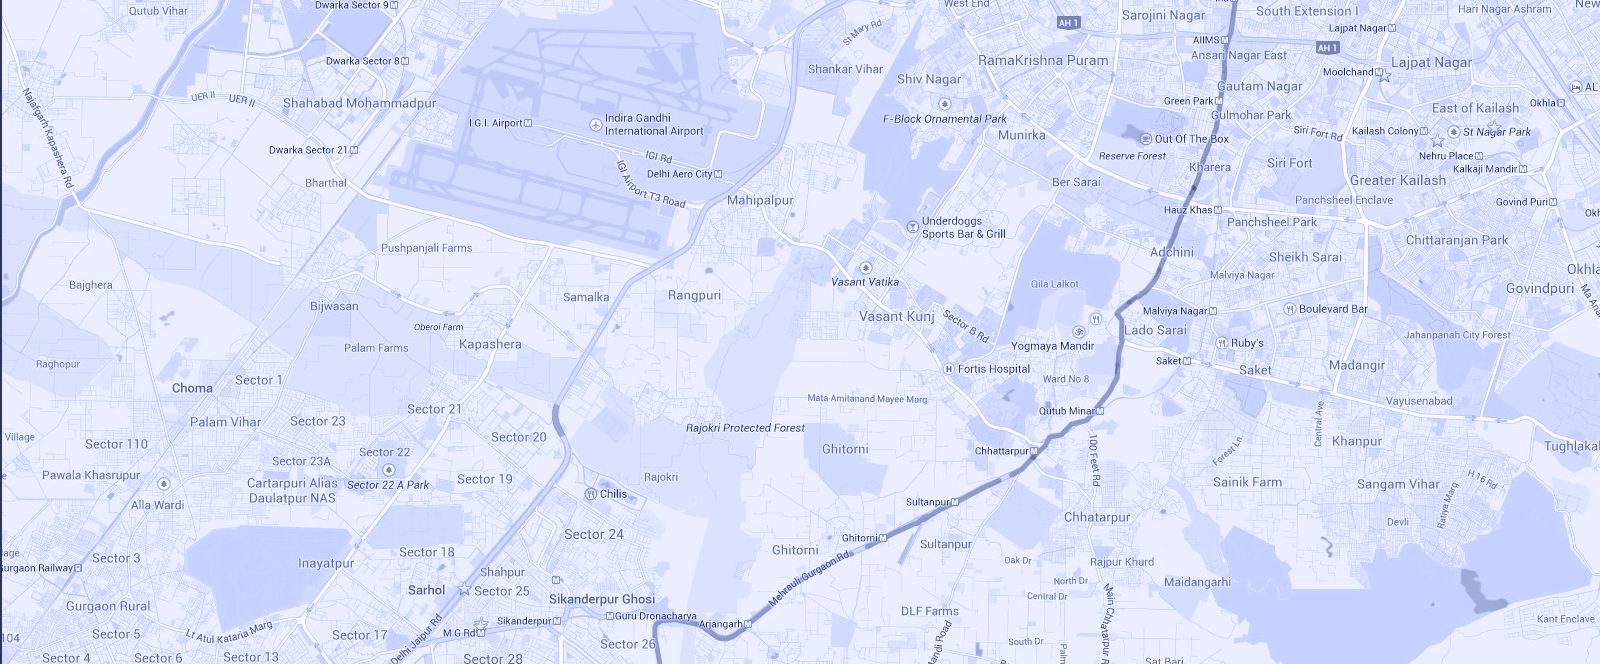 Dwarka Sector 9
Qutub Vihar
West End
Sarojini Nagar
South Extension I
Hari Nagar Ashram
AH 1
St Mary Rd
Lajpat Nagar
AIIMS
AH 1
Ansari Nagar East
Dwarka Sector 8
RamaKrishna Puram
Lajpat Nagar
Shankar Vihar
Shiv Nagar
Moolchand
Gautam Nagar
UER II
UER II
Shahabad Mohammadpur
Green Park
Okhla
East of Kailash
Najafgarh Kapashera Rd
Gulmohar Park
F-Block Ornamental Park
I.G.I. Airport
Indira Gandhi
International Airport
Munirka
Siri Fort Rd
Kailash Colony
St Nagar Park
Out Of The Box
Dwarka Sector 21
IGI Rd
Reserve Forest
Nehru Place
Siri Fort
Kharera
Kalkaji Mandir
Delhi Aero City
IGI Airport T3 Road
Bharthal
Ber Sarai
Greater Kailash
Mahipalpur
Panchsheel Enclave
Govind Puri
Hauz Khas
Panchsheel Park
Underdoggs
Sports Bar & Grill
Pushpanjali Farms
Chittaranjan Park
Adchini
Sheikh Sarai
Malviya Nagar
Vasant Vatika
Qila Lalkot
Bajghera
Govindpuri
Samalka
Rangpuri
Bijwasan
Malviya Nagar
Boulevard Bar
Vasant Kunj
Sector B Rd
Oberoi Farm
Lado Sarai
Jahanpanah City Forest
Kapashera
Palam Farms
Yogmaya Mandir
Ruby's
Raghopur
Saket
Madangir
Fortis Hospital
Saket
Ward No 8
Sector 1
Choma
Mata Amitanand Mayee Marg
Vayusenabad
Sector 21
Qutub Minar
Central Ave
Palam Vihar
Sector 23
Rajokri Protected Forest
Village
Sector 20
Khanpur
Sector 110
Ghitorni
Chhattarpur
100 Feet Rd
Forest Ln
Sector 22
Sector 23A
Pawala Khasrupur
Rajokri
Sector 19
H 16 Rd
Cartarpuri Alias
Daulatpur NAS
Sector 22 A Park
Sainik Farm
Sangam Vihar
Chilis
Alla Wardi
Sultanpur
Ratiya Marg
Chhatarpur
Devli
Sector 24
Ghitorni
Sultanpur
Ghitorni
Sector 18
Sector 3
Inayatpur
Oak Dr
Rajpur Khurd
Shahpur
Mehrauli Gurgaon Rd
North Dr
Maidangarhi
Sarhol
Sector 25
Central Dr
Sikanderpur Ghosi
Gurgaon Rural
DLF Farms
Main Chhatarpur R
Guru Dronacharya
Sikanderpur
Arjangarh
Kant Enclave
Lt Atul Kataria Marg
M G Rd
Delhi Jaipur Rd
104
Sector 5
Sector 17
Sector 26
South Dr
Sector 4
Sector 6
Sector 13
Sector 28
Sat Bari